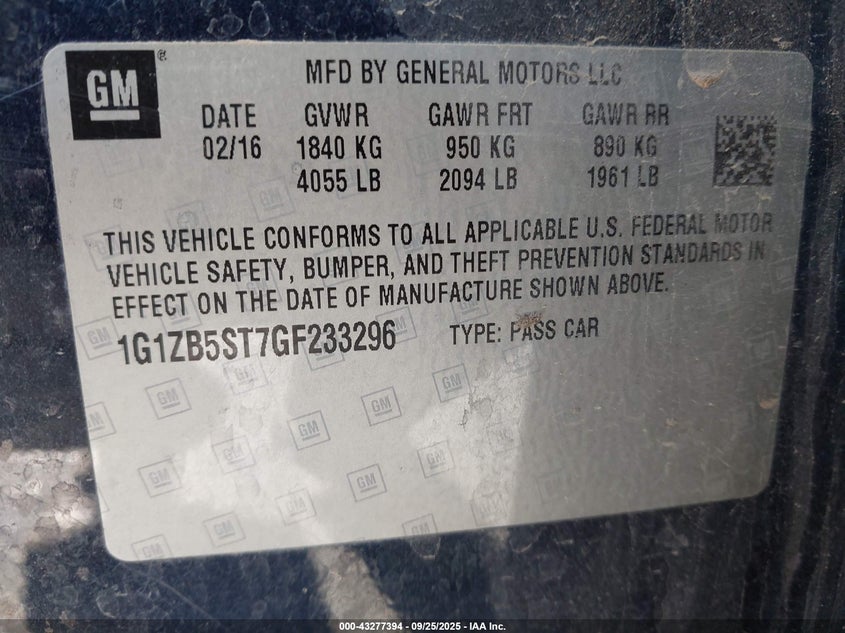 GM
MFD BY GENERAL MOTORS LLC
DATE GVWR GAWR FRT GAWR RR
02/16 1840 KG 950 KG 890 KG
4055 LB 2094 LB 1961 LB
THIS VEHICLE CONFORMS TO ALL APPLICABLE U.S. FEDERAL MOTOR
VEHICLE SAFETY, BUMPER, AND THEFT PREVENTION STANDARDS IN
EFFECT ON THE DATE OF MANUFACTURE SHOWN ABOVE.
1G1ZB5ST7GF233296 TYPE: PASS CAR
000-43277394 - 09/25/2025 - IAA Inc.